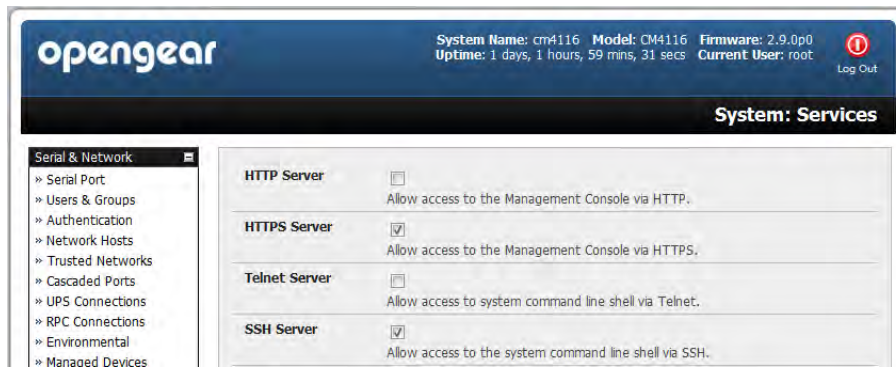 opengear
System Name: cm4116 Model: CM4116 Firmware: 2.9.0p0
Uptime: 1 days, 1 hours, 59 mins, 31 secs Current User: root
Log Out
System: Services
Serial & Network
» Serial Port
» Users & Groups
» Authentication
» Network Hosts
» Trusted Networks
» Cascaded Ports
» UPS Connections
» RPC Connections
» Environmental
» Managed Devices
HTTP Server
Allow access to the Management Console via HTTP.
HTTPS Server
Allow access to the Management Console via HTTPS.
Telnet Server
Allow access to system command line shell via Telnet.
SSH Server
Allow access to the system command line shell via SSH.